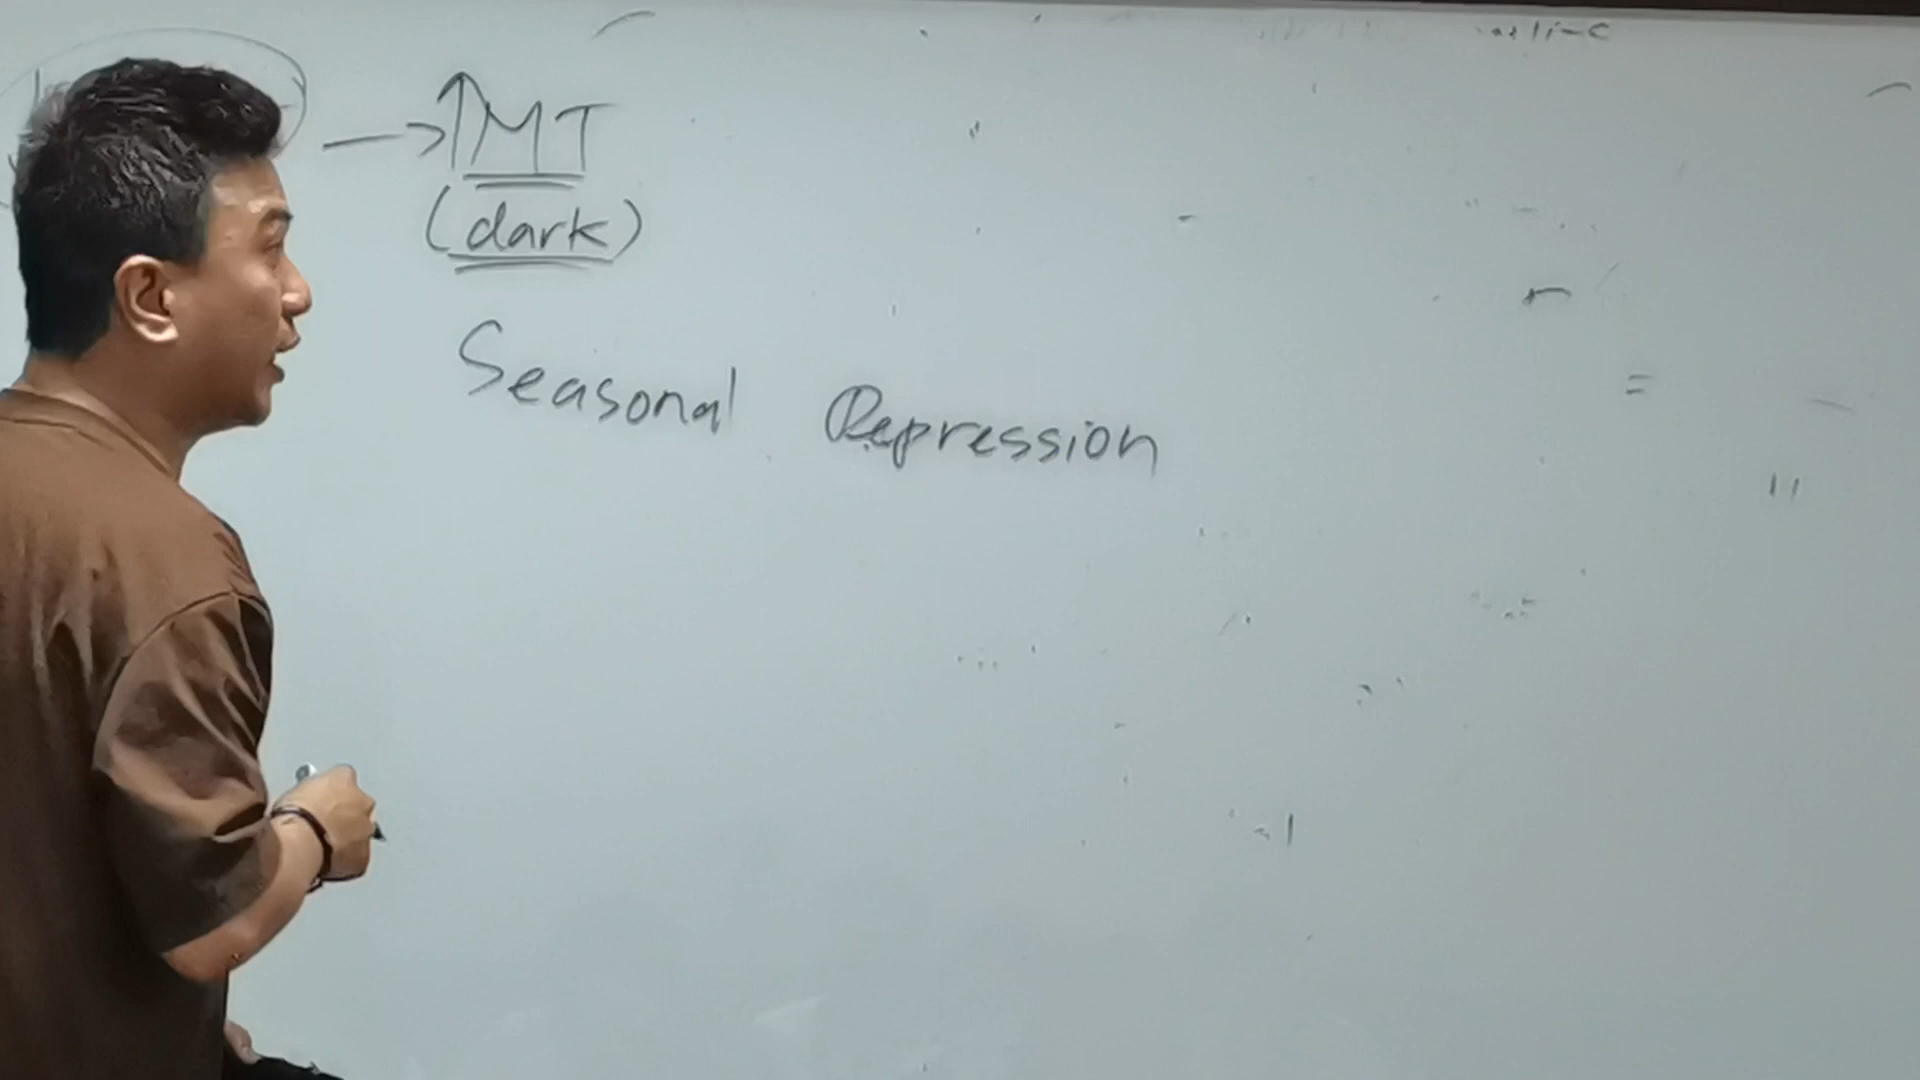 → ↑MT
(dark)
Seasonal Depression